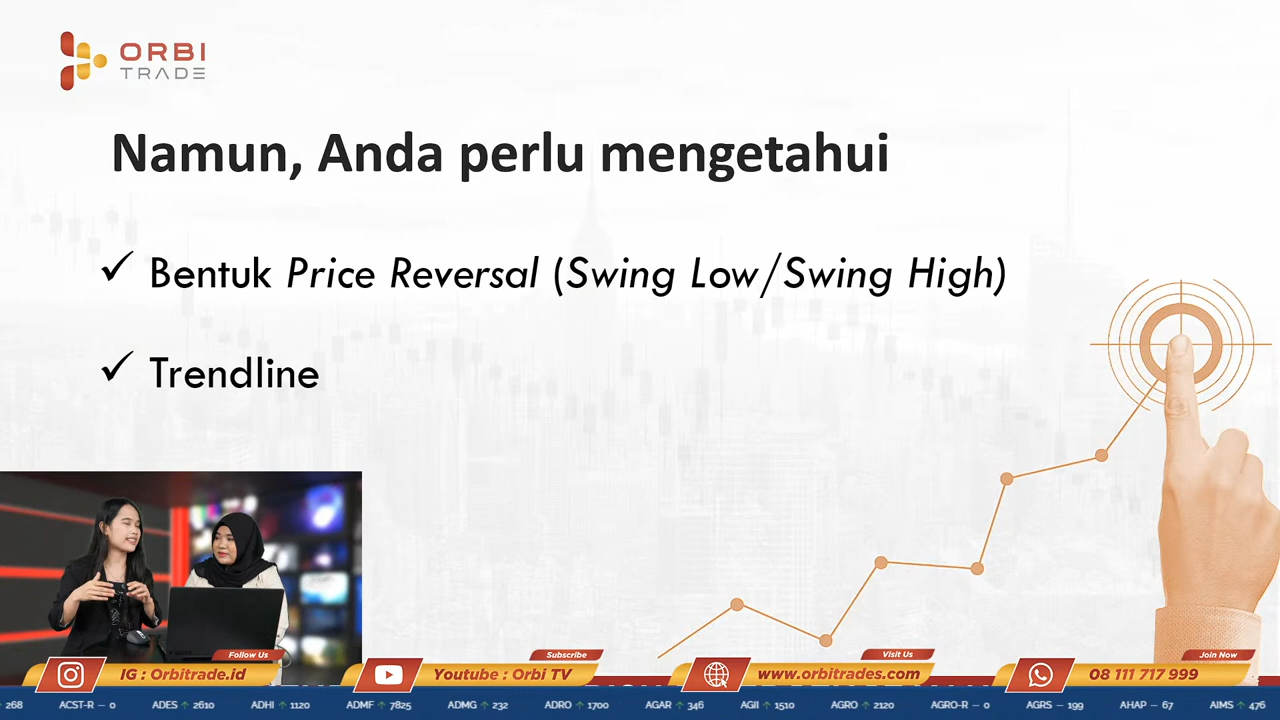 ORBI
TRADE
Namun, Anda perlu mengetahui
✓ Bentuk Price Reversal (Swing Low/Swing High)
✓ Trendline
Follow Us
IG : Orbitrade.id
Subscribe
Youtube : Orbi TV
Visit Us
www.orbitrades.com
Join Now
08 111 717 999
↑ 268 ACST-R – 0 ADES ↑ 2610 ADHI ↑ 1120 ADMF ↑ 7825 ADMG ↑ 232 ADRO ↑ 1700 AGAR ↑ 346 AGII ↑ 1510 AGRO ↑ 2120 AGRO-R – 0 AGRS – 199 AHAP – 67 AIMS ↑ 476